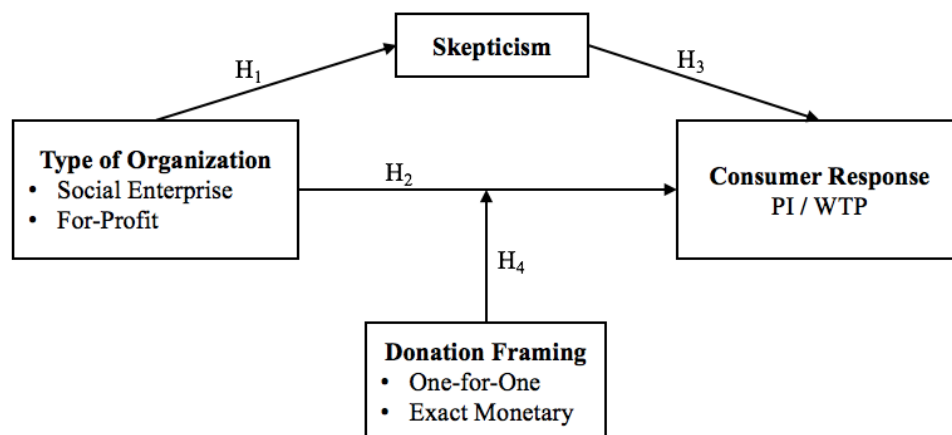 Skepticism
H₁
H₃
Type of Organization
• Social Enterprise
• For-Profit
H₂
Consumer Response
PI / WTP
H₄
Donation Framing
• One-for-One
• Exact Monetary